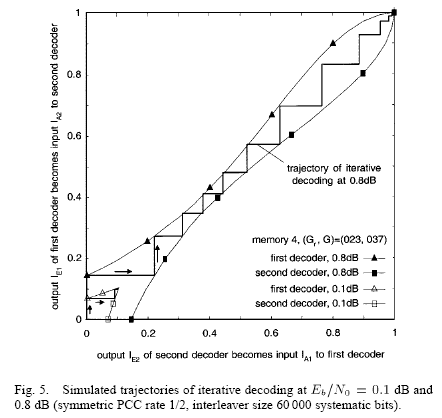 1
0.8
0.6
0.4
0.2
0
0
0.2
0.4
0.6
0.8
1
output I_E1 of first decoder becomes input I_A2 to second decoder
trajectory of iterative
decoding at 0.8dB
memory 4, (G_r, G)=(023, 037)
first decoder, 0.8dB
second decoder, 0.8dB
first decoder, 0.1dB
second decoder, 0.1dB
output I_E2 of second decoder becomes input I_A1 to first decoder
Fig. 5. Simulated trajectories of iterative decoding at E_b/N_0 = 0.1 dB and
0.8 dB (symmetric PCC rate 1/2, interleaver size 60 000 systematic bits).